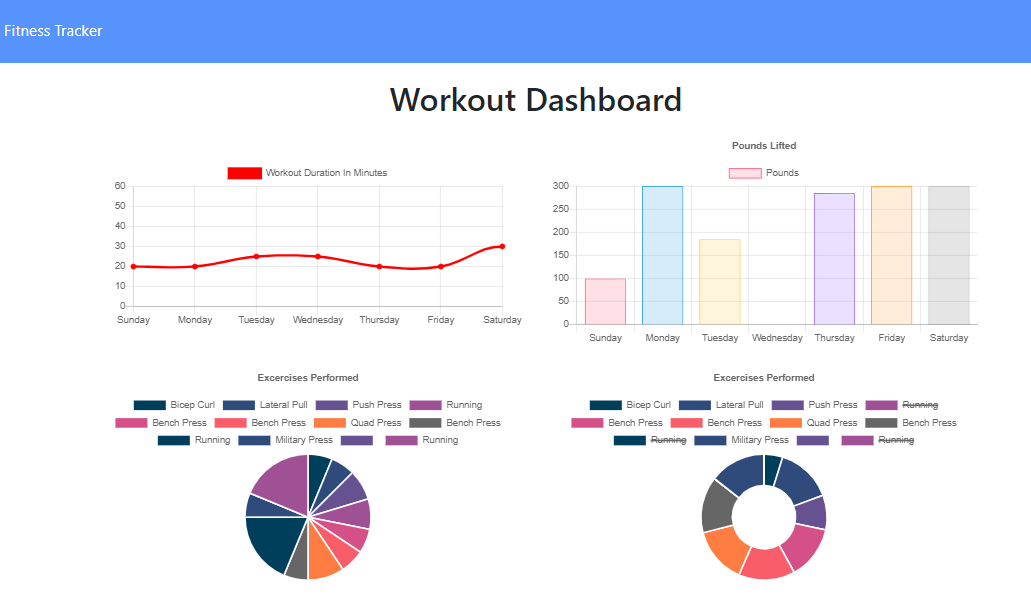 Fitness Tracker
Workout Dashboard
Workout Duration In Minutes
60
50
40
30
20
10
0
Sunday Monday Tuesday Wednesday Thursday Friday Saturday
Pounds Lifted
Pounds
300
250
200
150
100
50
0
Sunday Monday Tuesday Wednesday Thursday Friday Saturday
Excercises Performed
Bicep Curl Lateral Pull Push Press Running
Bench Press Bench Press Quad Press Bench Press
Running Military Press Running
Excercises Performed
Bicep Curl Lateral Pull Push Press Running
Bench Press Bench Press Quad Press Bench Press
Running Military Press Running